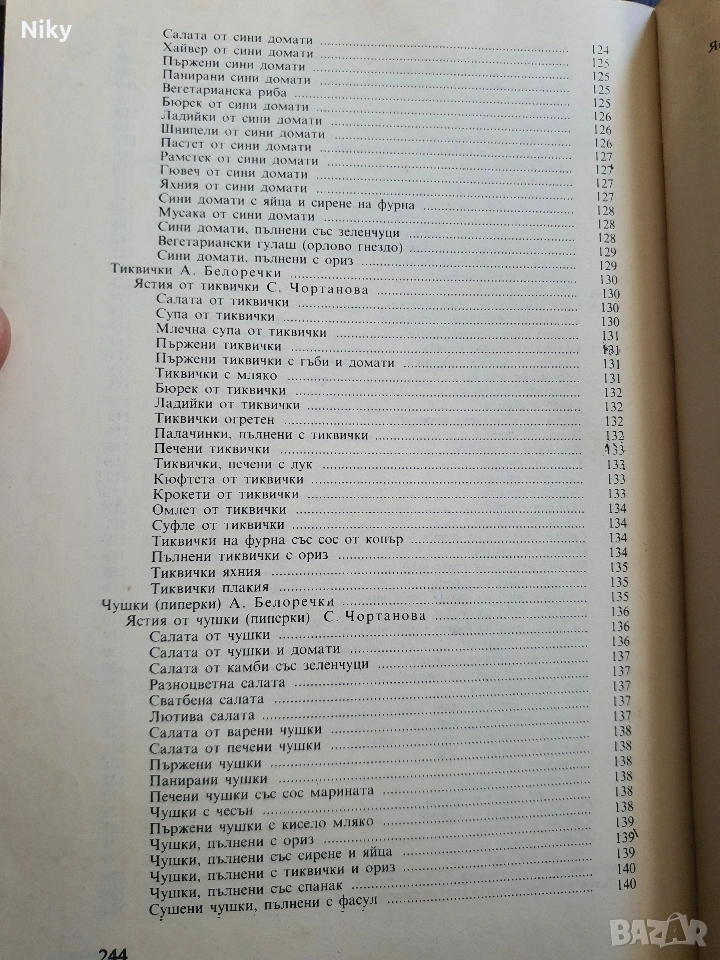 Niky
Салата от сини домати 124
Хайвер от сини домати 125
Пържени сини домати 125
Панирани сини домати 125
Вегетарианска риба 125
Бюрек от сини домати 126
Ладийки от сини домати 126
Шницели от сини домати 126
Пастет от сини домати 127
Рамстек от сини домати 127
Гювеч от сини домати 127
Яхния от сини домати 127
Сини домати с яйца и сирене на фурна 128
Мусака от сини домати 128
Сини домати, пълнени със зеленчуци 128
Вегетариански гулаш (орлово гнездо) 129
Сини домати, пълнени с ориз 129
Тиквички А. Белоречки 130
Ястия от тиквички С. Чортанова 130
Салата от тиквички 130
Супа от тиквички 130
Млечна супа от тиквички 131
Пържени тиквички 131
Пържени тиквички с гъби и домати 131
Тиквички с мляко 131
Бюрек от тиквички 132
Ладийки от тиквички 132
Тиквички огретен 132
Палачинки, пълнени с тиквички 132
Печени тиквички 133
Тиквички, печени с лук 133
Кюфтета от тиквички 133
Крокети от тиквички 133
Омлет от тиквички 134
Суфле от тиквички 134
Тиквички на фурна със сос от копър 134
Пълнени тиквички с ориз 134
Тиквички яхния 135
Тиквички плакия 135
Чушки (пиперки) А. Белоречки 135
Ястия от чушки (пиперки) С. Чортанова 136
Салата от чушки 136
Салата от чушки и домати 136
Салата от камби със зеленчуци 137
Разноцветна салата 137
Сватбена салата 137
Лютива салата 137
Салата от варени чушки 137
Салата от печени чушки 138
Пържени чушки 138
Панирани чушки 138
Печени чушки със сос марината 138
Чушки с чесън 138
Пържени чушки с кисело мляко 138
Чушки, пълнени с ориз 139
Чушки, пълнени със сирене и яйца 139
Чушки, пълнени с тиквички и ориз 139
Чушки, пълнени със спанак 140
Сушени чушки, пълнени с фасул 140
244
BAZAR